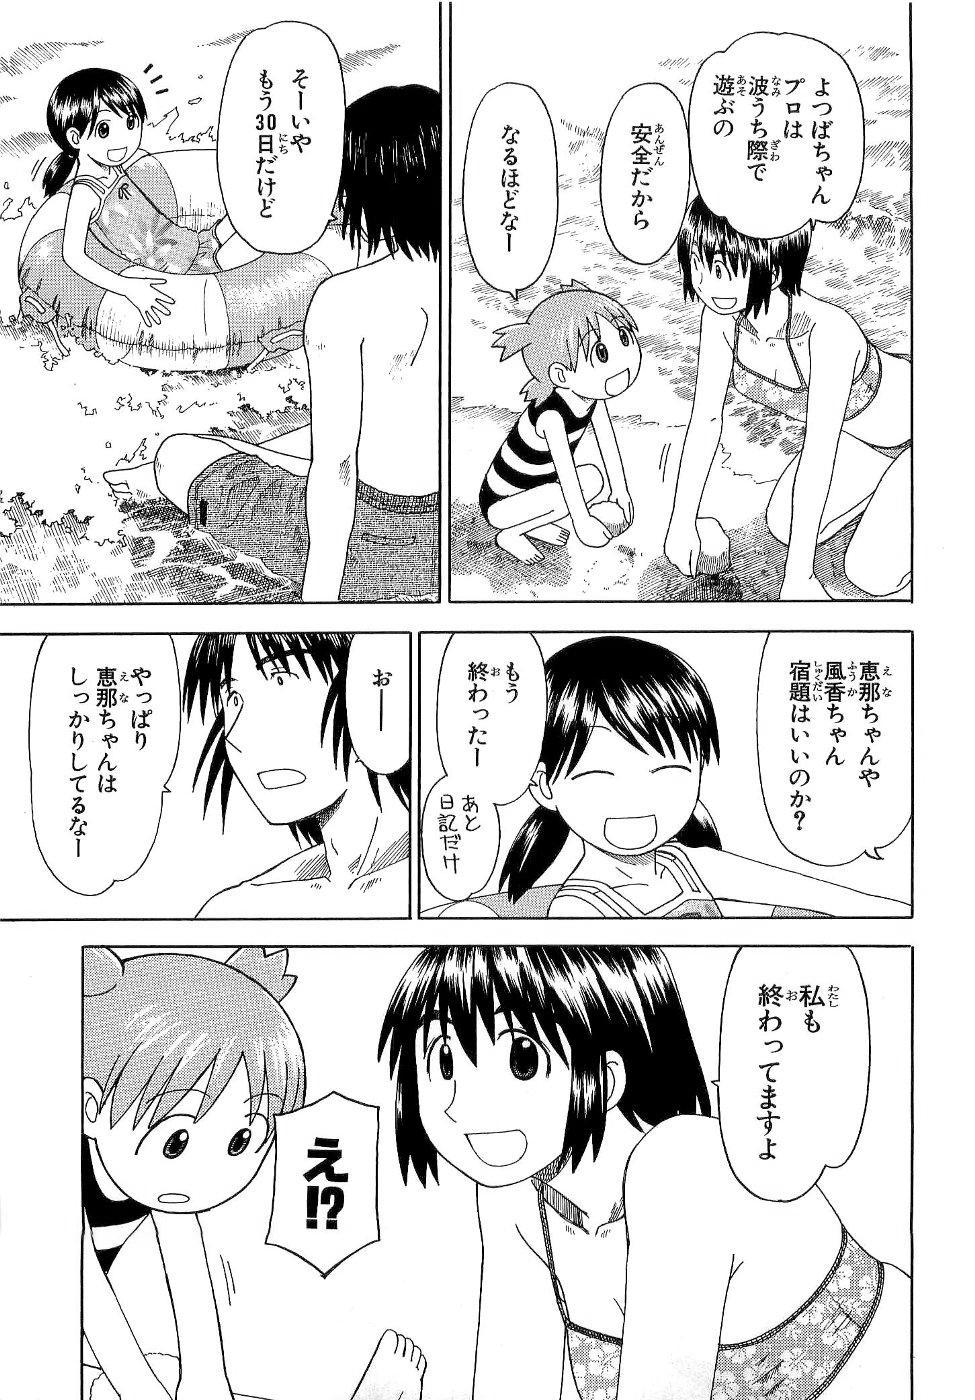 よつばちゃん
プロは
波うち際で
遊ぶの
安全だから
なるほどなー
そーいや
もう30日だけど
恵那ちゃんや
風香ちゃん
宿題はいいのか？
もう
終わったー
あと
日記だけ
おー
やっぱり
恵那ちゃんは
しっかりしてるなー
私も
終わってますよ
え!?